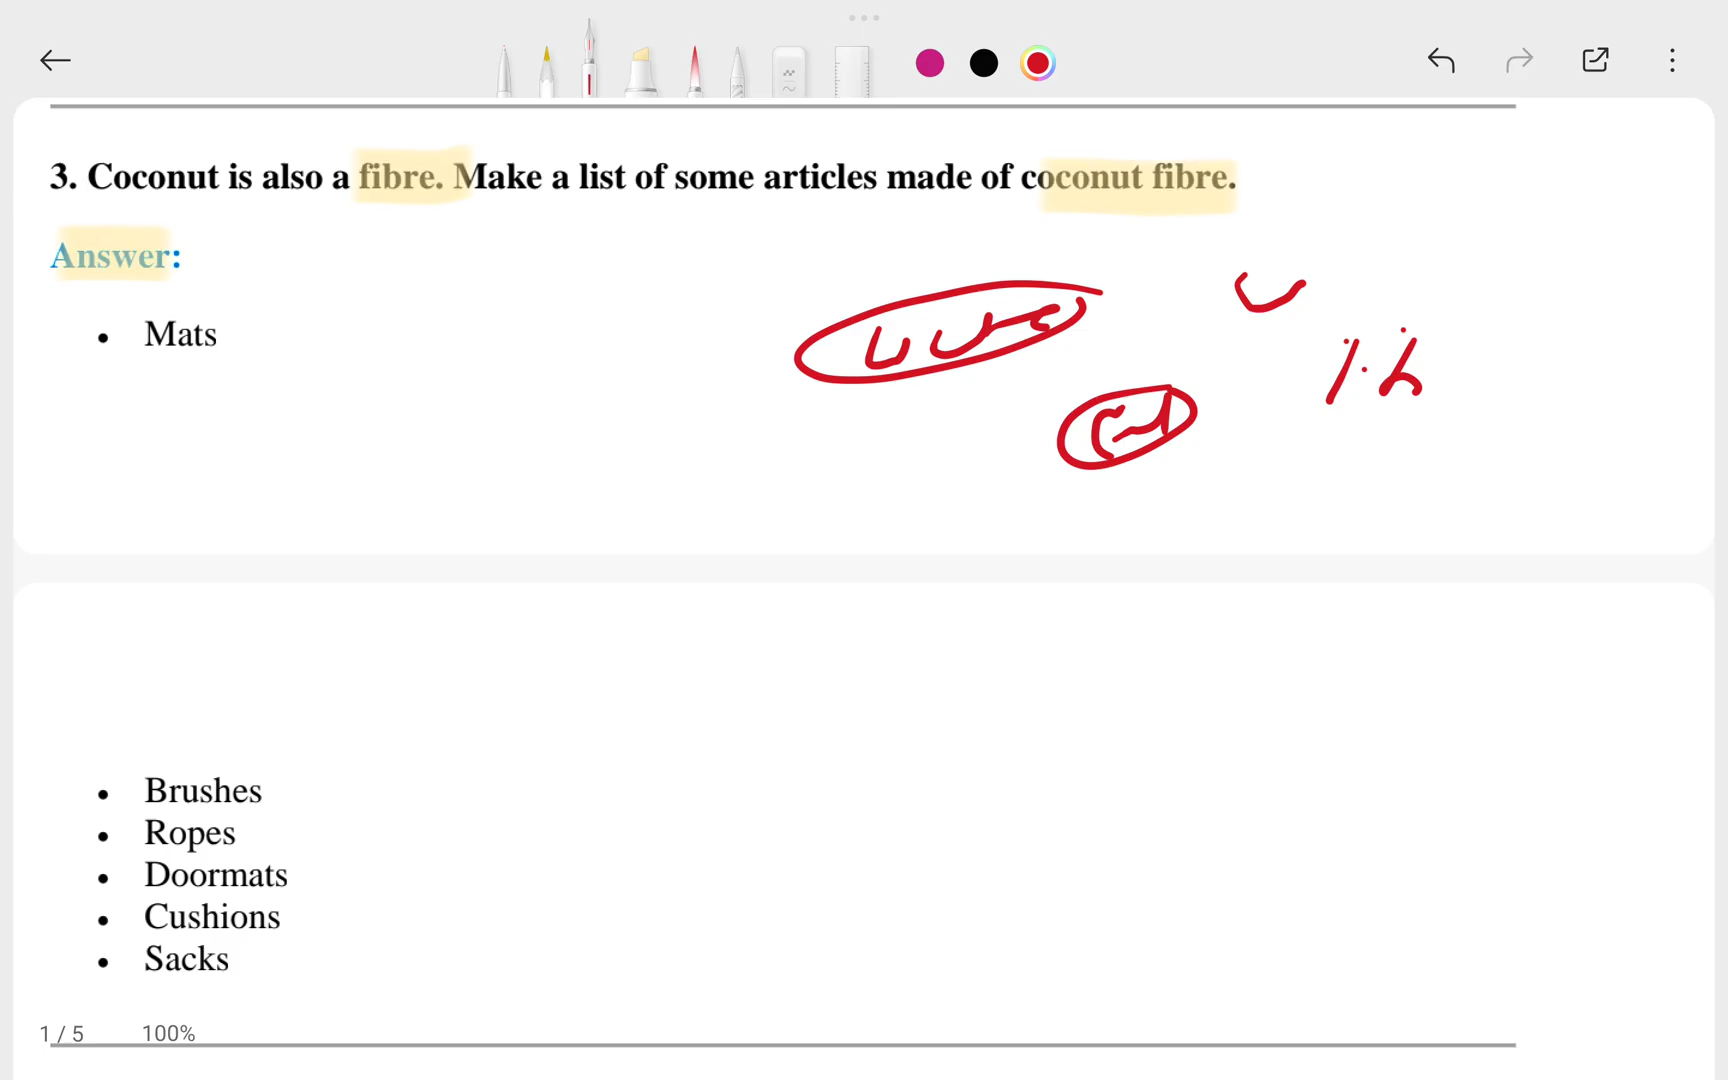 3. Coconut is also a fibre. Make a list of some articles made of coconut fibre.
Answer:
• Mats
• Brushes
• Ropes
• Doormats
• Cushions
• Sacks
1 / 5 100%